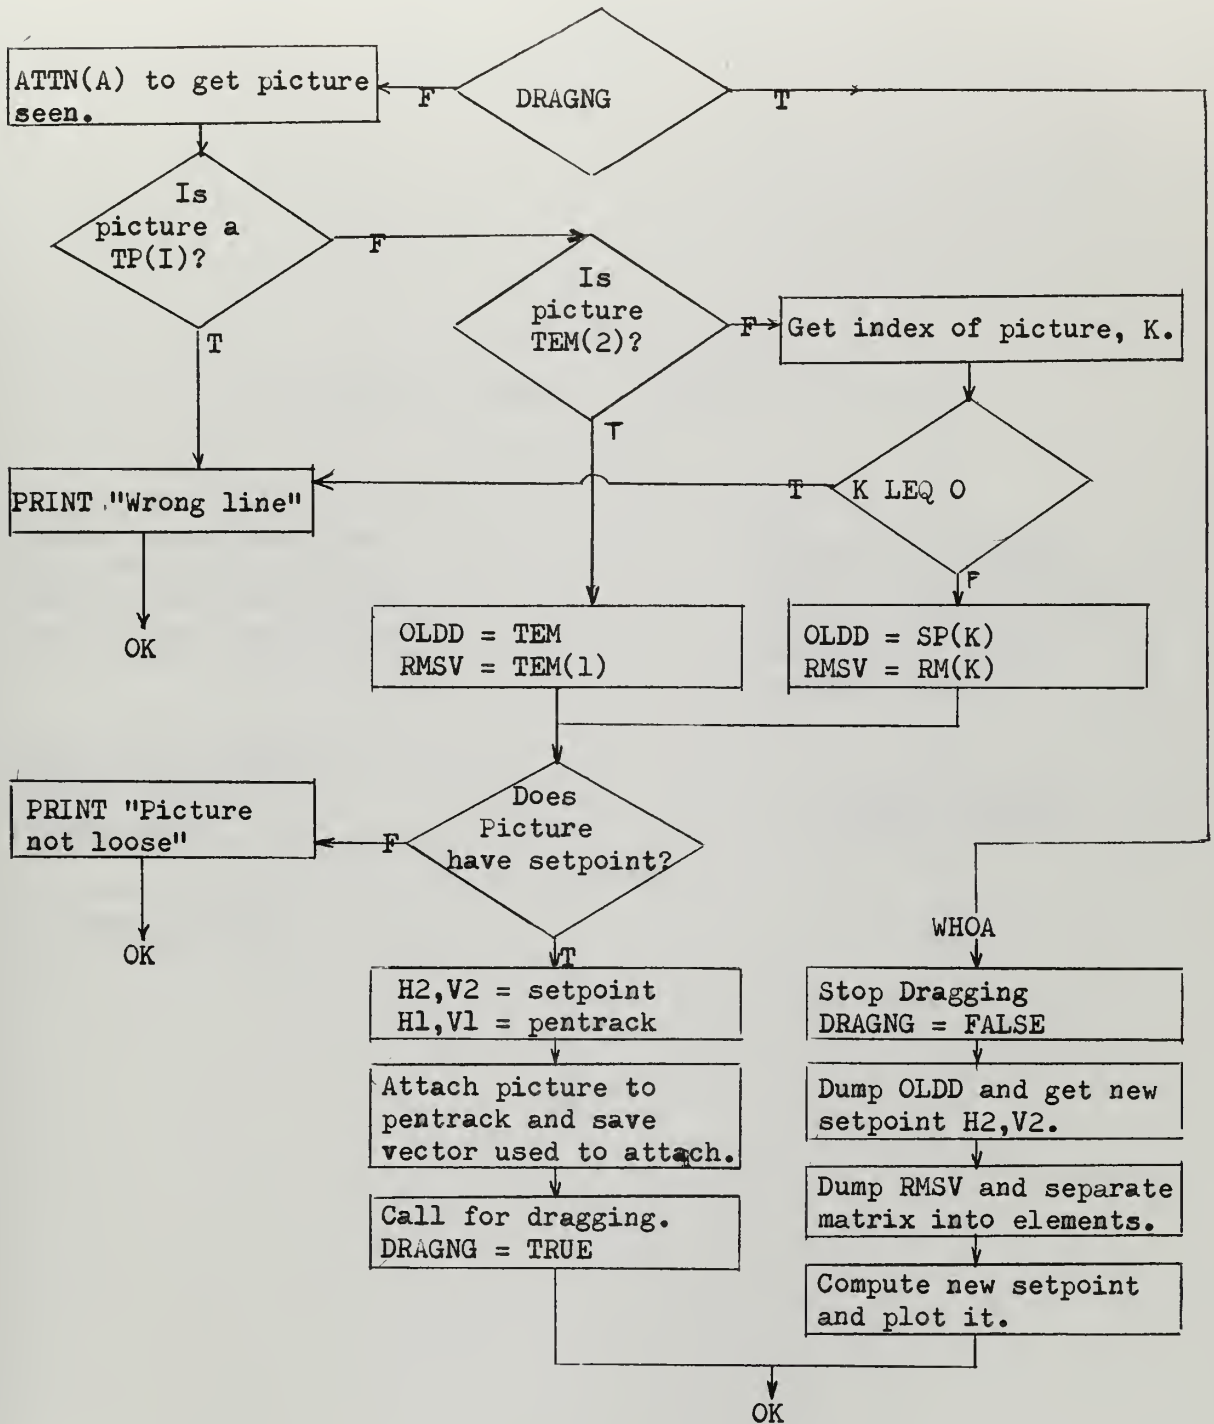 DRAGNG
F
T
ATTN(A) to get picture
seen.
Is
picture a
TP(I)?
F
T
Is
picture
TEM(2)?
F
T
Get index of picture, K.
K LEQ 0
T
F
PRINT "Wrong line"
OK
OLDD = TEM
RMSV = TEM(1)
OLDD = SP(K)
RMSV = RM(K)
Does
Picture
have setpoint?
F
T
PRINT "Picture
not loose"
OK
H2,V2 = setpoint
H1,V1 = pentrack
Attach picture to
pentrack and save
vector used to attach.
Call for dragging.
DRAGNG = TRUE
WHOA
Stop Dragging
DRAGNG = FALSE
Dump OLDD and get new
setpoint H2,V2.
Dump RMSV and separate
matrix into elements.
Compute new setpoint
and plot it.
OK